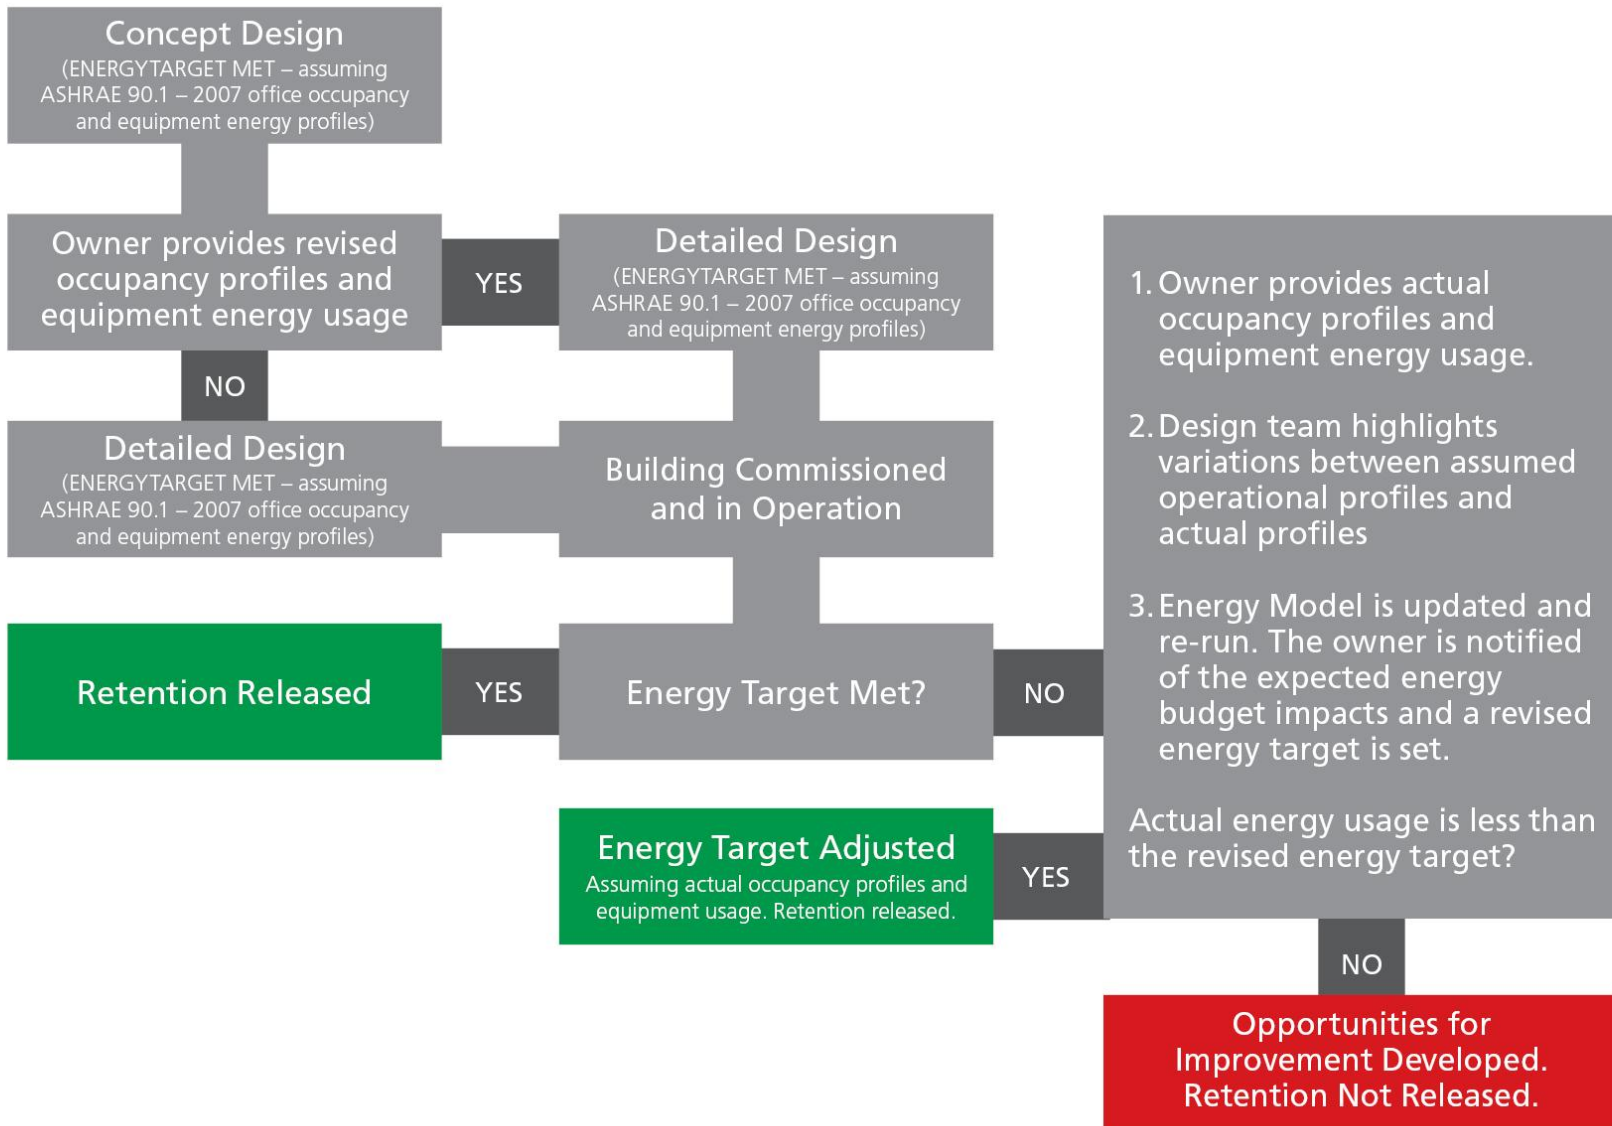 Concept Design
(ENERGYTARGET MET – assuming
ASHRAE 90.1 – 2007 office occupancy
and equipment energy profiles)
Owner provides revised
occupancy profiles and
equipment energy usage
YES
Detailed Design
(ENERGYTARGET MET – assuming
ASHRAE 90.1 – 2007 office occupancy
and equipment energy profiles)
NO
Detailed Design
(ENERGYTARGET MET – assuming
ASHRAE 90.1 – 2007 office occupancy
and equipment energy profiles)
Building Commissioned
and in Operation
Retention Released
YES
Energy Target Met?
NO
1. Owner provides actual
occupancy profiles and
equipment energy usage.
2. Design team highlights
variations between assumed
operational profiles and
actual profiles
3. Energy Model is updated and
re-run. The owner is notified
of the expected energy
budget impacts and a revised
energy target is set.
Actual energy usage is less than
the revised energy target?
Energy Target Adjusted
Assuming actual occupancy profiles and
equipment usage. Retention released.
YES
NO
Opportunities for
Improvement Developed.
Retention Not Released.